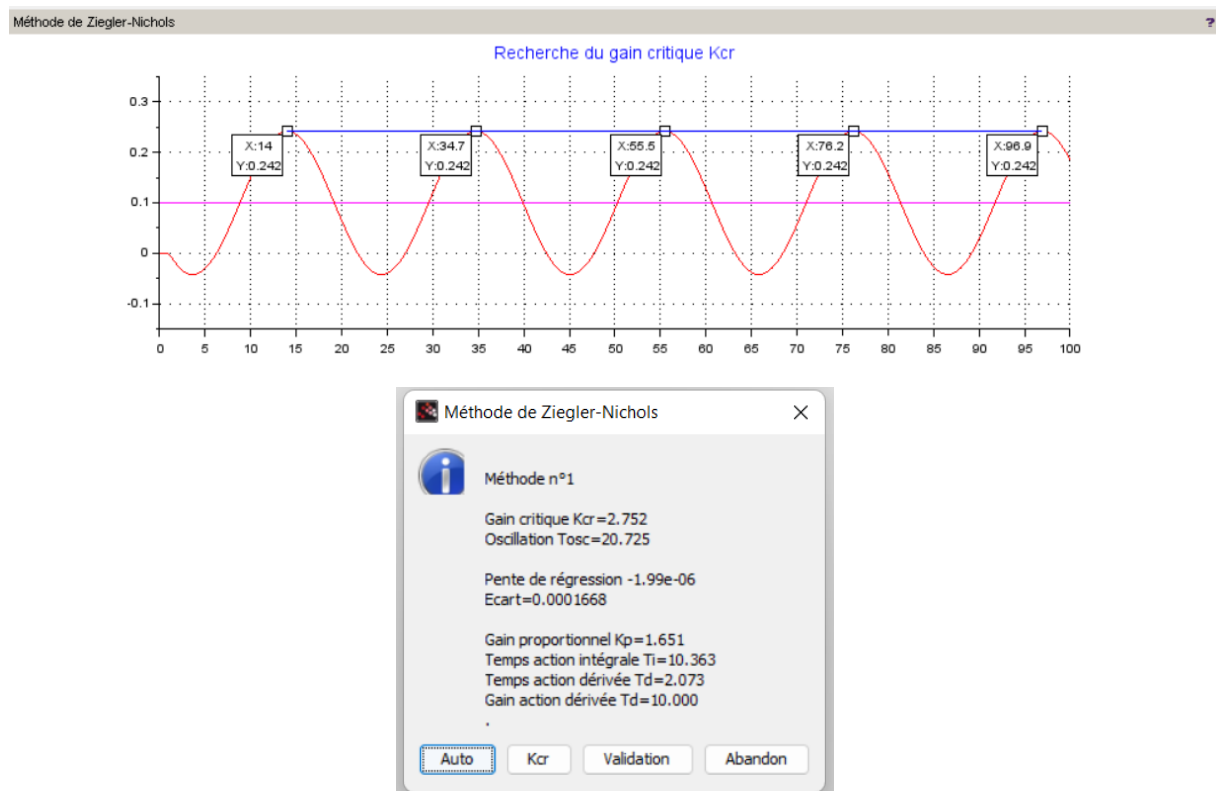 Méthode de Ziegler-Nichols
?
Recherche du gain critique Kcr
0.3
0.2
0.1
0
-0.1
X:14
Y:0.242
X:34.7
Y:0.242
X:55.5
Y:0.242
X:76.2
Y:0.242
X:96.9
Y:0.242
0 5 10 15 20 25 30 35 40 45 50 55 60 65 70 75 80 85 90 95 100
Méthode de Ziegler-Nichols
Méthode n°1
Gain critique Kcr=2.752
Oscillation Tosc=20.725
Pente de régression -1.99e-06
Ecart=0.0001668
Gain proportionnel Kp=1.651
Temps action intégrale Ti=10.363
Temps action dérivée Td=2.073
Gain action dérivée Td=10.000
.
Auto Kcr Validation Abandon